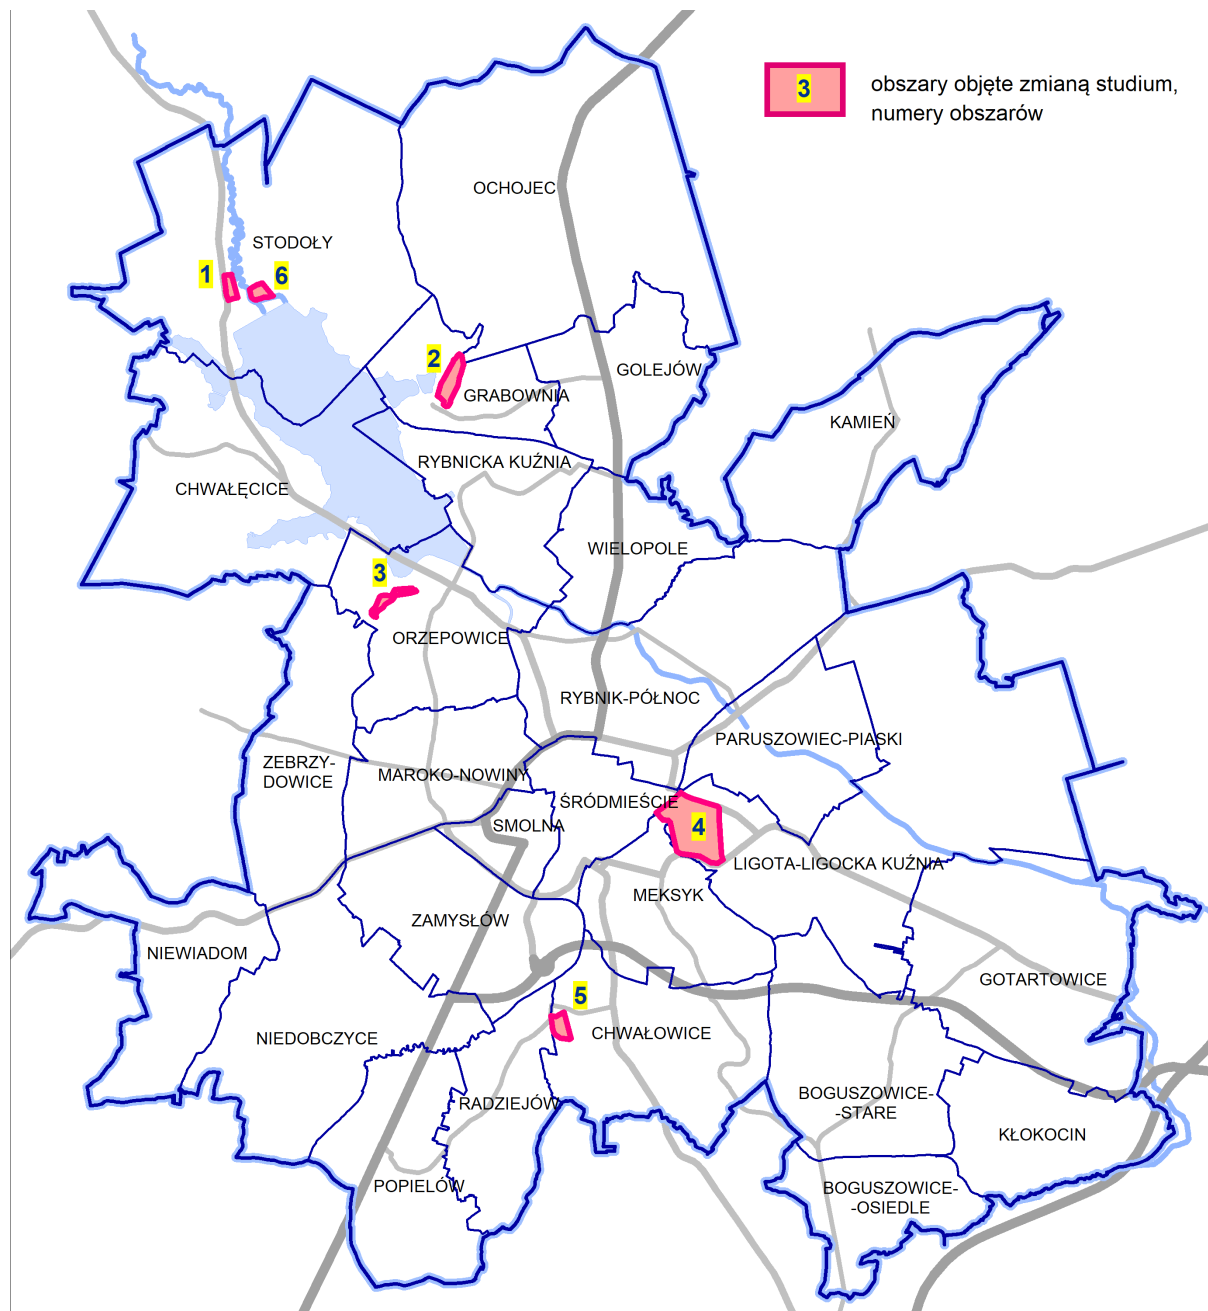 3
obszary objęte zmianą studium,
numery obszarów
OCHOJEC
STODOŁY
1
6
2
GOLEJÓW
GRABOWNIA
KAMIEŃ
RYBNICKA KUŹNIA
CHWAŁĘCICE
WIELOPOLE
3
ORZEPOWICE
RYBNIK-PÓŁNOC
PARUSZOWIEC-PIASKI
ZEBRZY-
DOWICE
MAROKO-NOWINY
ŚRÓDMIEŚCIE
SMOLNA
4
LIGOTA-LIGOCKA KUŹNIA
MEKSYK
ZAMYSŁÓW
NIEWIADOM
GOTARTOWICE
5
NIEDOBCZYCE
CHWAŁOWICE
RADZIEJÓW
BOGUSZOWICE-
-STARE
KŁOKOCIN
POPIELÓW
BOGUSZOWICE-
-OSIEDLE